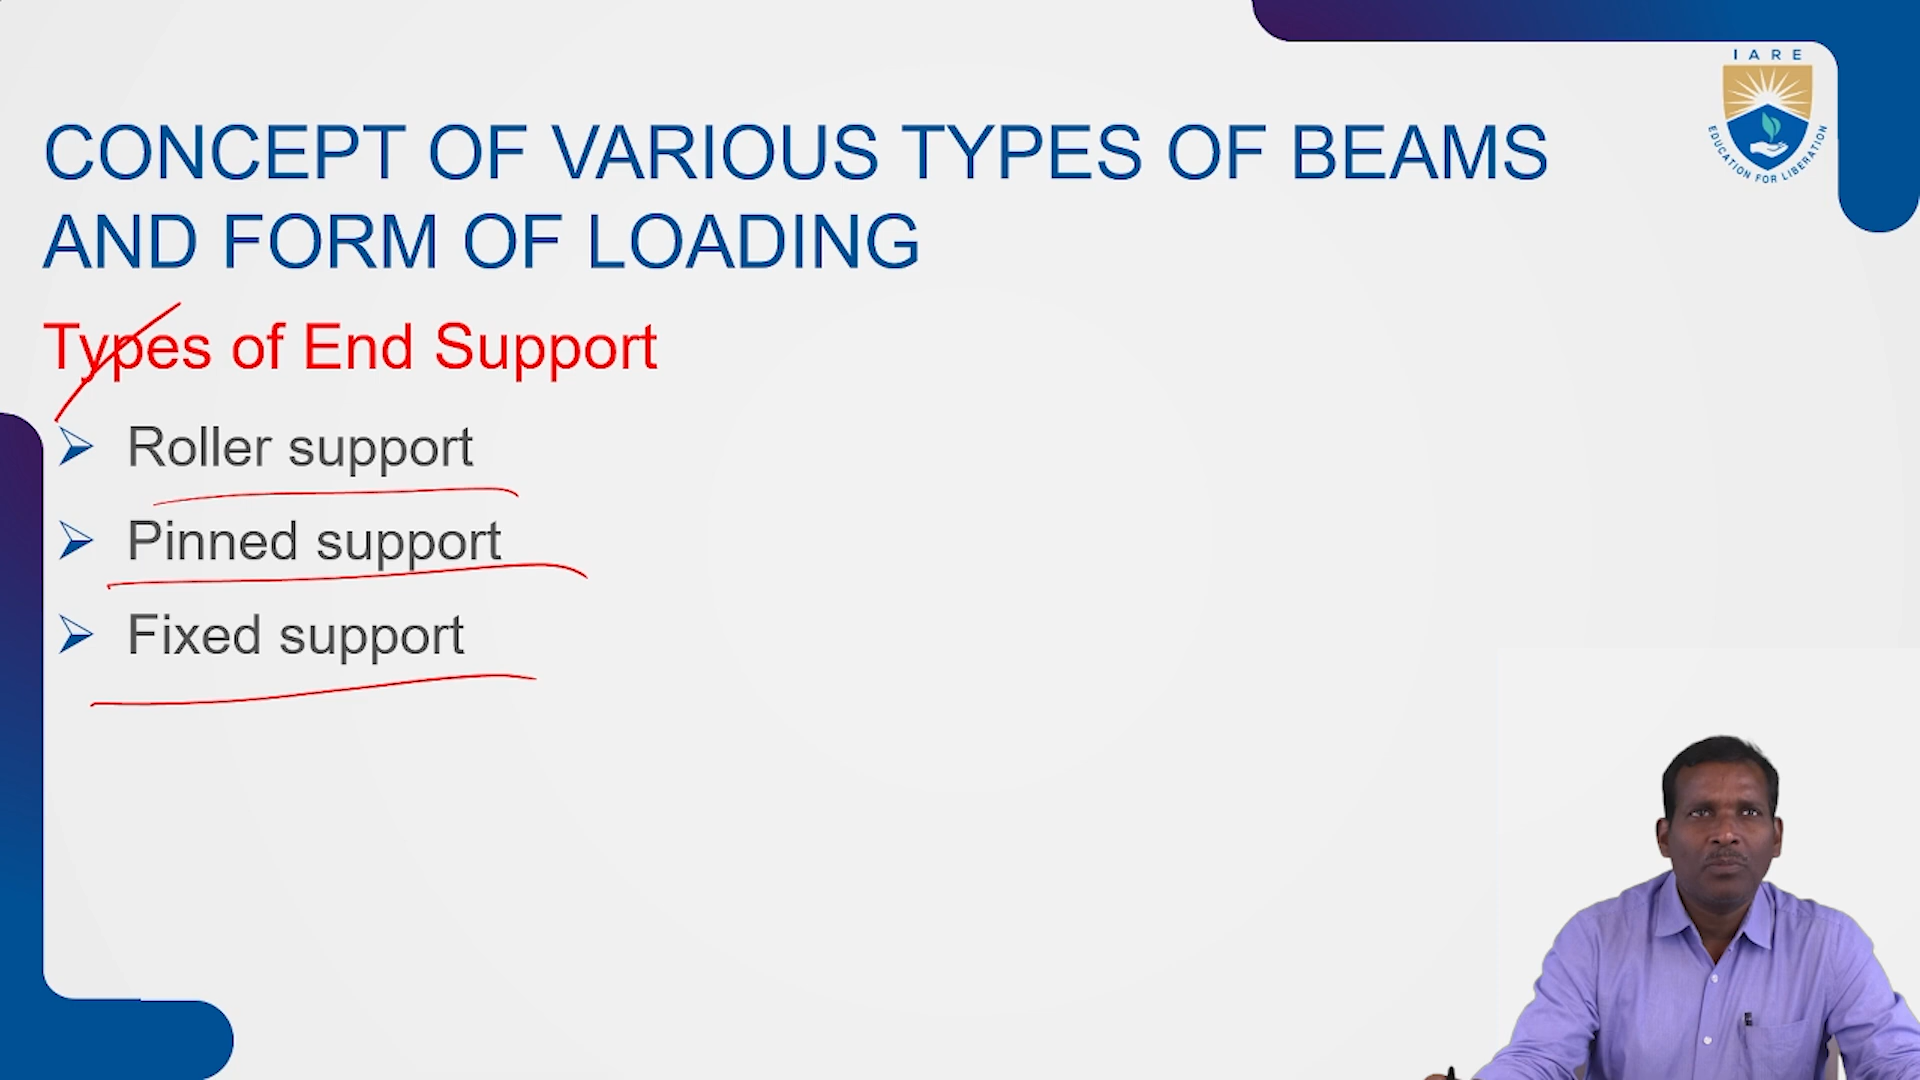 IARE
EDUCATION FOR LIBERATION
CONCEPT OF VARIOUS TYPES OF BEAMS
AND FORM OF LOADING
Types of End Support
Roller support
Pinned support
Fixed support